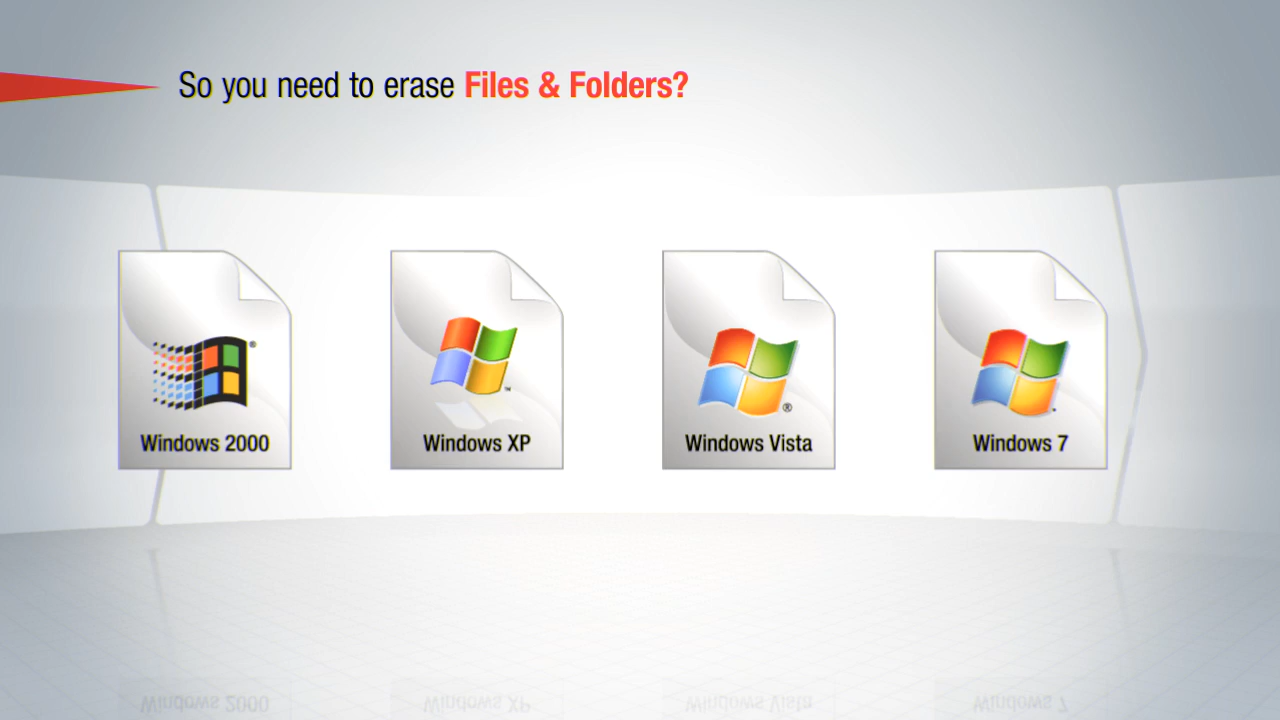 So you need to erase Files & Folders?
Windows 2000
Windows XP
Windows Vista
Windows 7